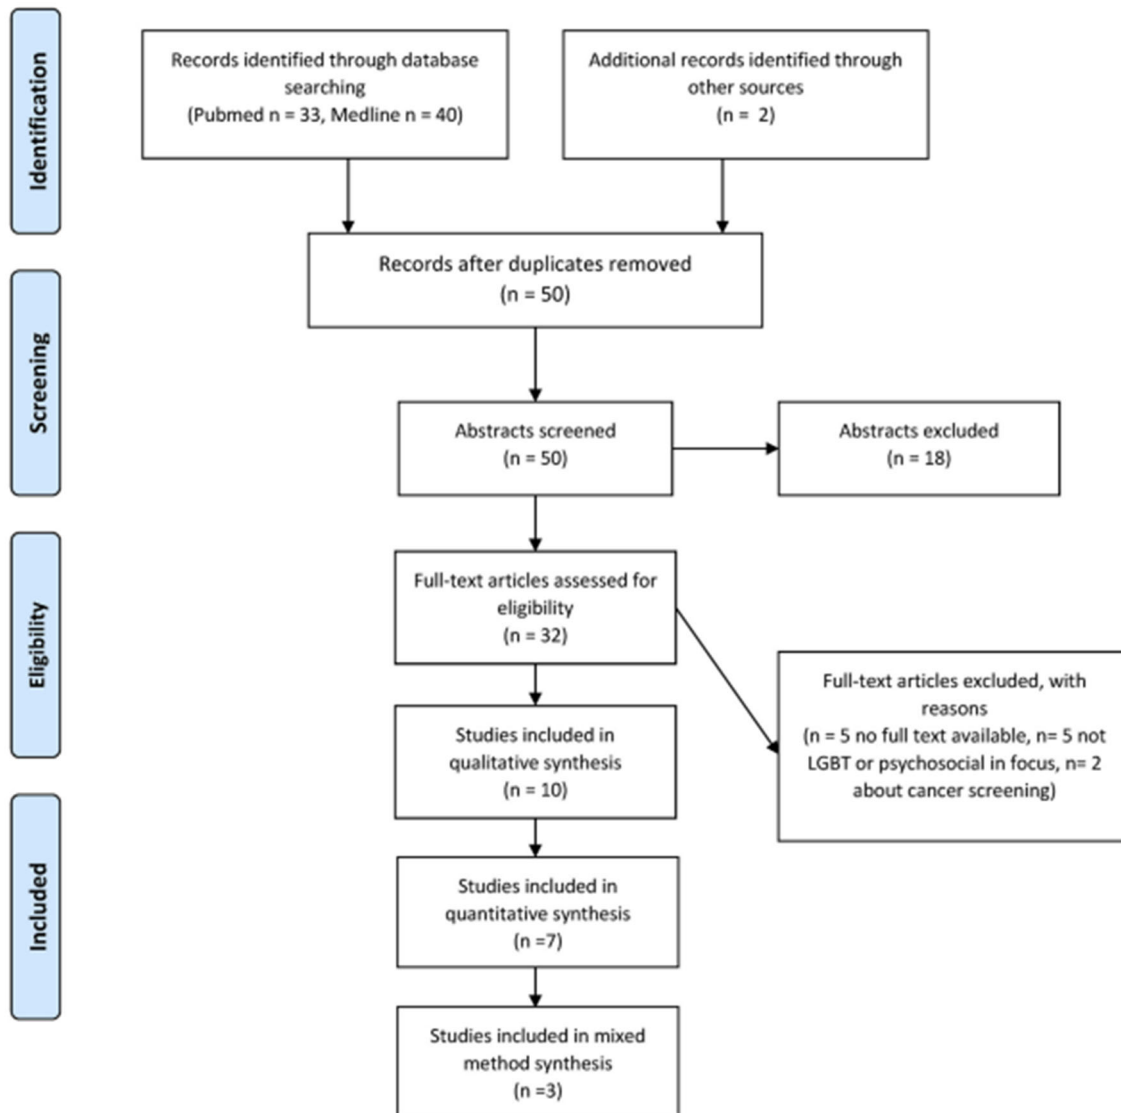 Identification
Records identified through database
searching
(Pubmed n = 33, Medline n = 40)
Additional records identified through
other sources
(n = 2)
Records after duplicates removed
(n = 50)
Screening
Abstracts screened
(n = 50)
Abstracts excluded
(n = 18)
Eligibility
Full-text articles assessed for
eligibility
(n = 32)
Full-text articles excluded, with
reasons
(n = 5 no full text available, n= 5 not
LGBT or psychosocial in focus, n= 2
about cancer screening)
Studies included in
qualitative synthesis
(n = 10)
Included
Studies included in
quantitative synthesis
(n =7)
Studies included in mixed
method synthesis
(n =3)